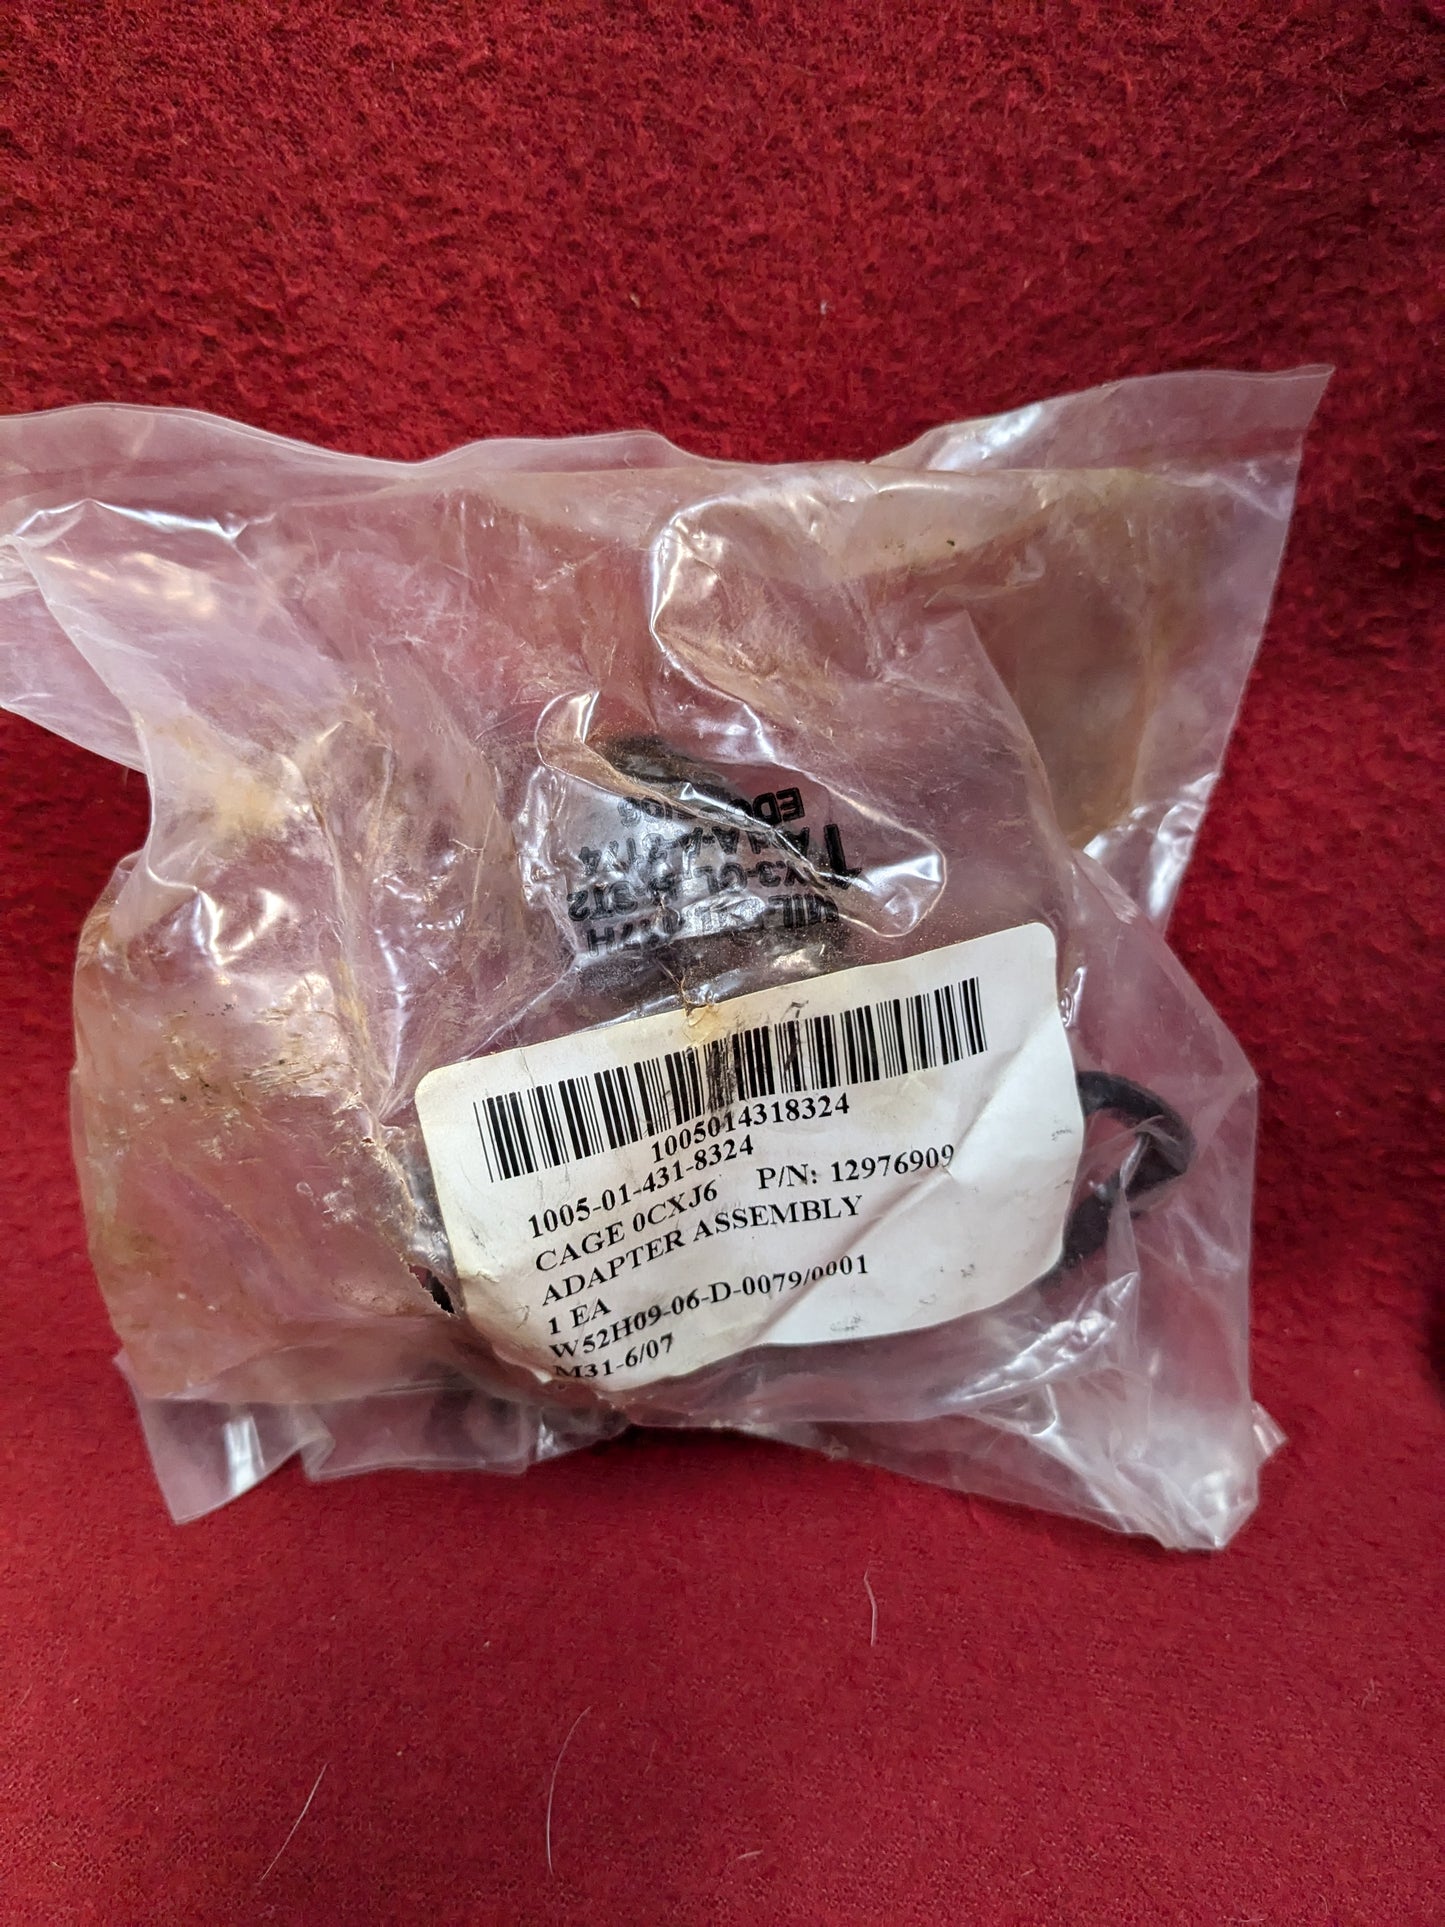 1005014318324
1005-01-431-8324
CAGE 0CXJ6 P/N: 12976909
ADAPTER ASSEMBLY
1 EA
W52H09-06-D-0079/0001
M31-6/07